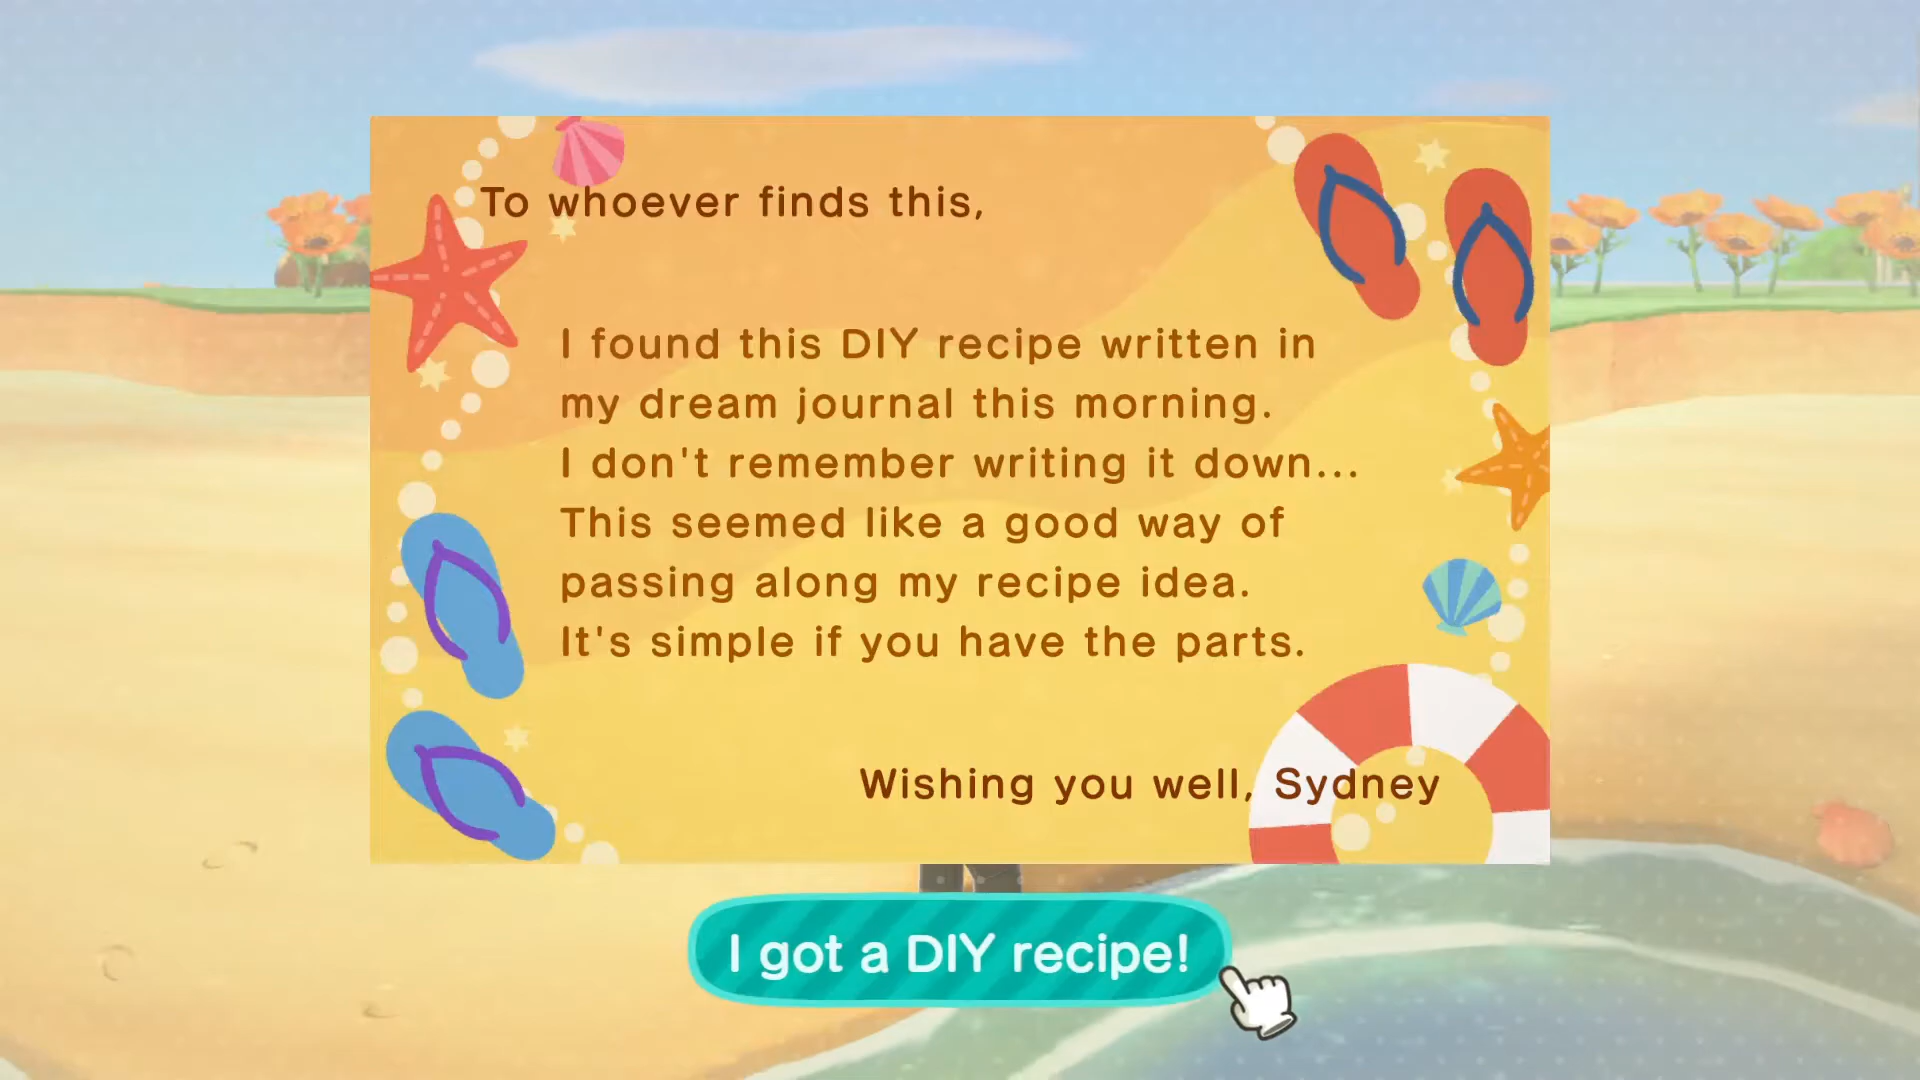 To whoever finds this,
I found this DIY recipe written in
my dream journal this morning.
I don't remember writing it down...
This seemed like a good way of
passing along my recipe idea.
It's simple if you have the parts.
Wishing you well, Sydney
I got a DIY recipe!